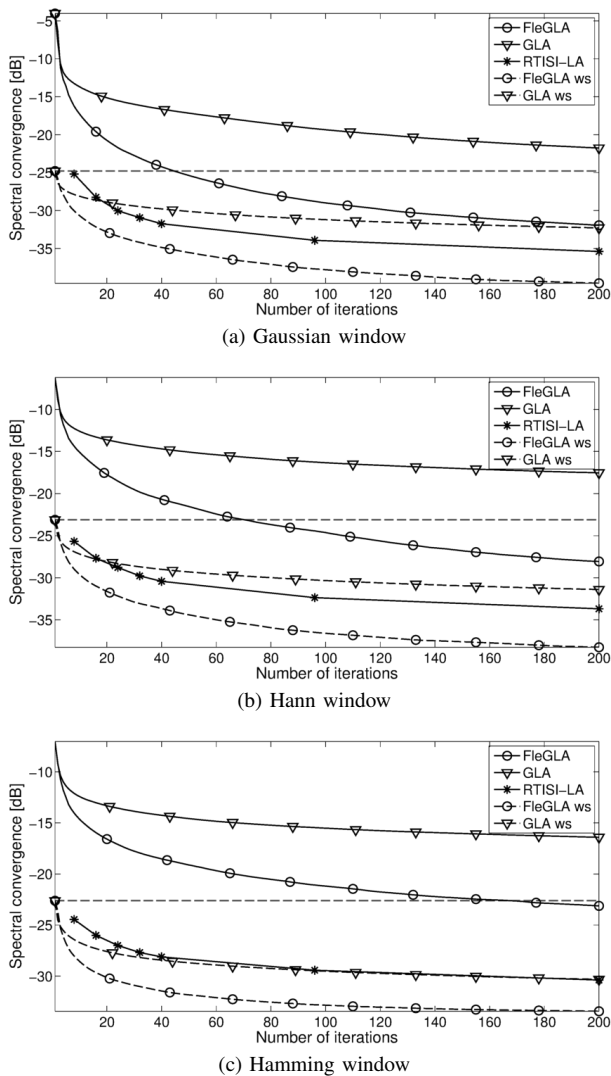 −5
−10
−15
−20
−25
−30
−35
Spectral convergence [dB]
FleGLA
GLA
RTISI−LA
FleGLA ws
GLA ws
20 40 60 80 100 120 140 160 180 200
Number of iterations
(a) Gaussian window
−10
−15
−20
−25
−30
−35
Spectral convergence [dB]
FleGLA
GLA
RTISI−LA
FleGLA ws
GLA ws
20 40 60 80 100 120 140 160 180 200
Number of iterations
(b) Hann window
−10
−15
−20
−25
−30
Spectral convergence [dB]
FleGLA
GLA
RTISI−LA
FleGLA ws
GLA ws
20 40 60 80 100 120 140 160 180 200
Number of iterations
(c) Hamming window